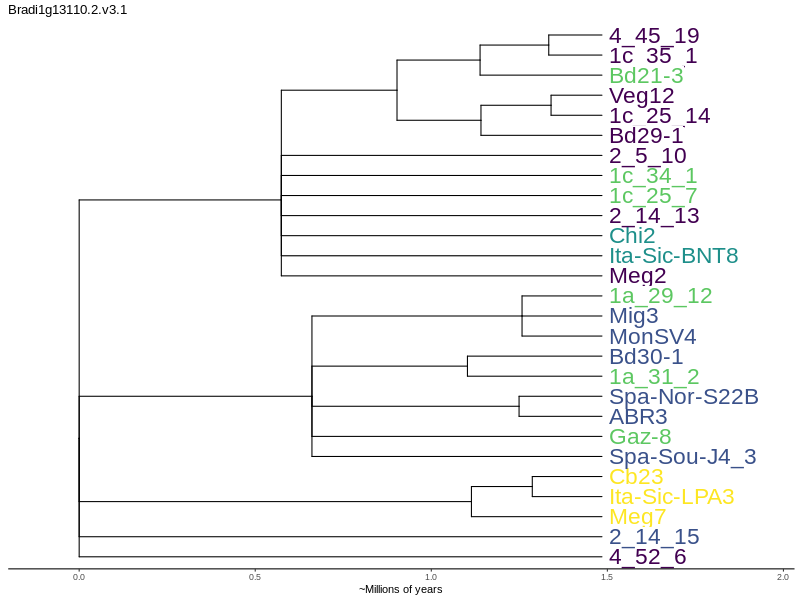 Bradi1g13110.2.v3.1
4_45_19
1c_35_1
Bd21-3
Veg12
1c_25_14
Bd29-1
2_5_10
1c_34_1
1c_25_7
2_14_13
Chi2
Ita-Sic-BNT8
Meg2
1a_29_12
Mig3
MonSV4
Bd30-1
1a_31_2
Spa-Nor-S22B
ABR3
Gaz-8
Spa-Sou-J4_3
Cb23
Ita-Sic-LPA3
Meg7
2_14_15
4_52_6
0.0 0.5 1.0 1.5 2.0
~Millions of years